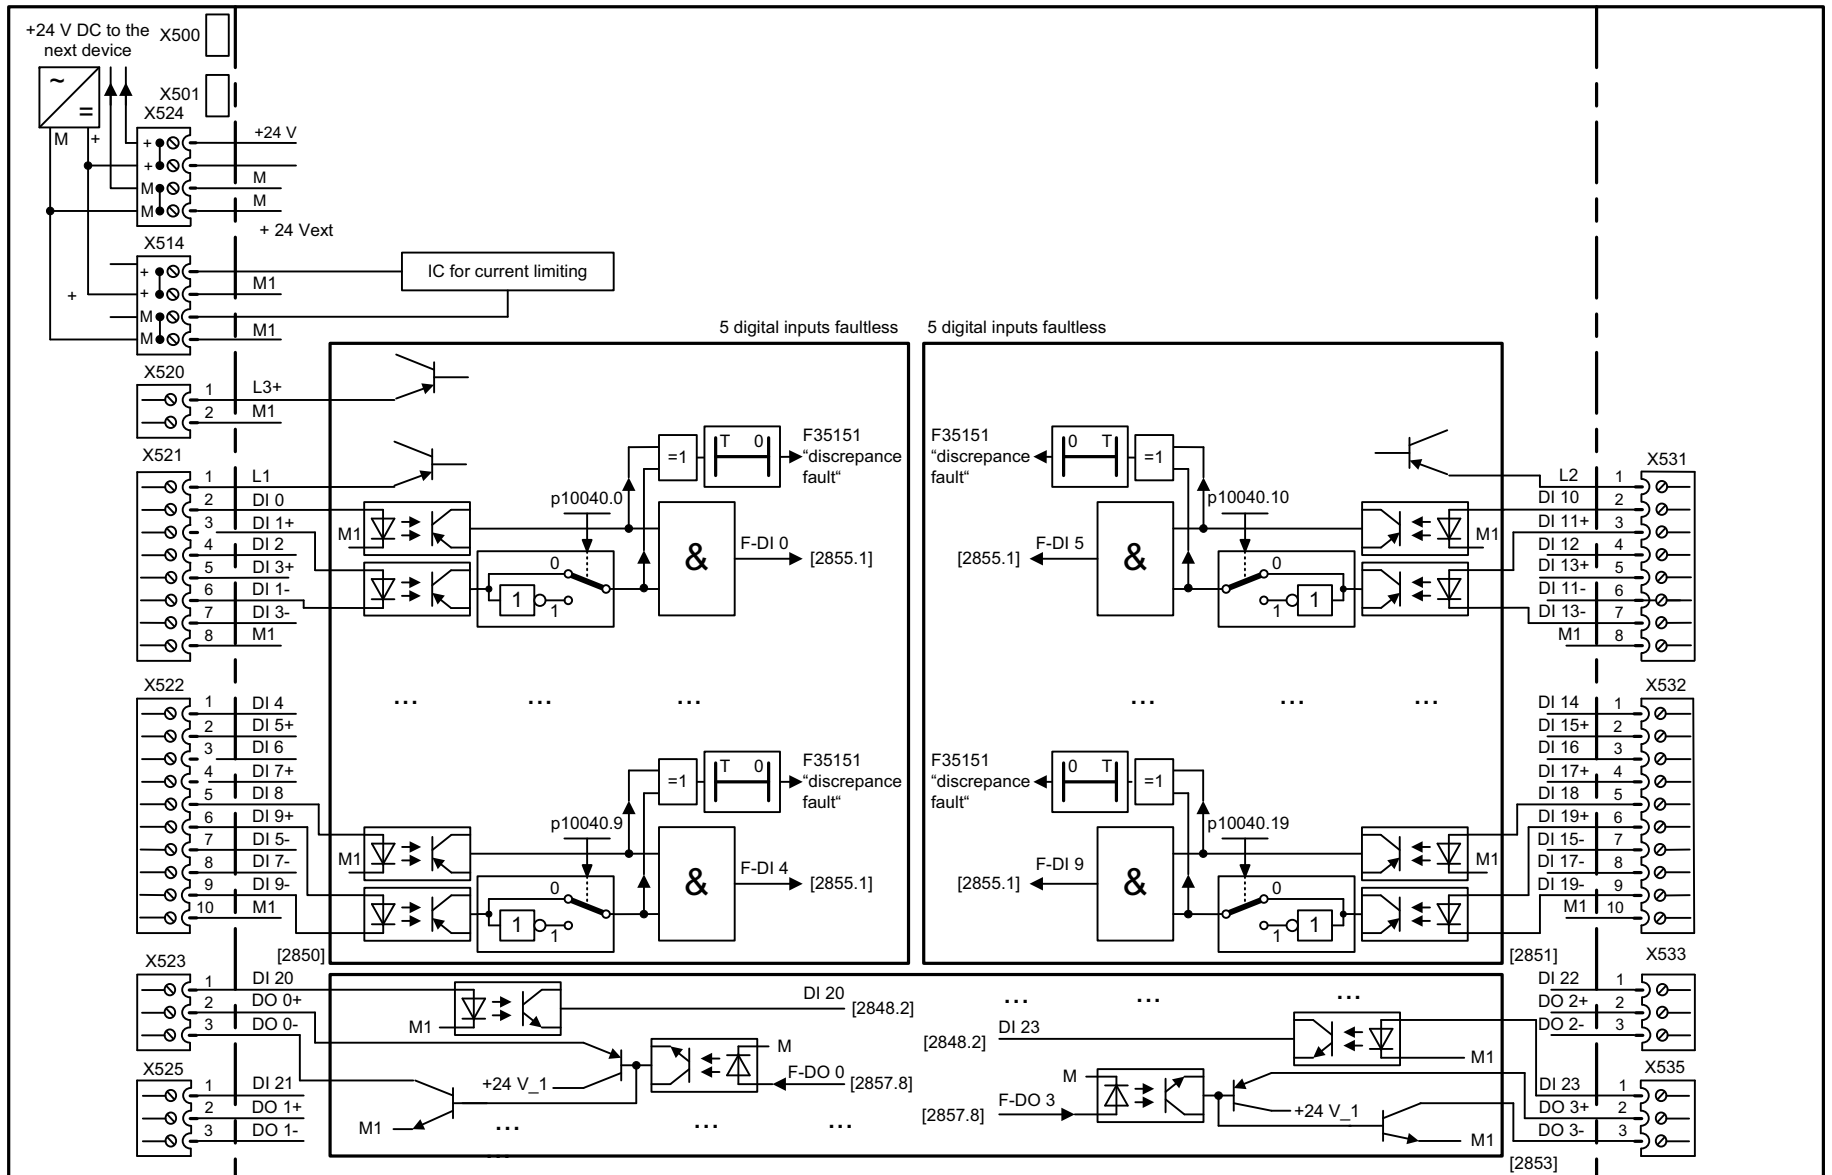 +24 V DC to the
next device
X500
X501
~
=
M
+
X524
+
+
M
M
+24 V
M
M
+ 24 Vext
X514
+
+
+
M
M
M1
M1
IC for current limiting
X520
1 L3+
2 M1
X521
1 L1
2 DI 0
3 DI 1+
4 DI 2
5 DI 3+
6 DI 1-
7 DI 3-
8 M1
X522
1 DI 4
2 DI 5+
3 DI 6
4 DI 7+
5 DI 8
6 DI 9+
7 DI 5-
8 DI 7-
9 DI 9-
10 M1
X523
1 DI 20
2 DO 0+
3 DO 0-
X525
1 DI 21
2 DO 1+
3 DO 1-
5 digital inputs faultless
=1
T 0
F35151
“discrepance
fault“
p10040.0
M1
0
1
1
&
F-DI 0
[2855.1]
... ... ...
=1
T 0
F35151
“discrepance
fault“
p10040.9
M1
0
1
1
&
F-DI 4
[2855.1]
[2850]
5 digital inputs faultless
F35151
“discrepance
fault“
0 T
=1
p10040.10
M1
0
1
1
&
F-DI 5
[2855.1]
... ... ...
F35151
“discrepance
fault“
0 T
=1
p10040.19
M1
0
1
1
&
F-DI 9
[2855.1]
[2851]
M1
DI 20
[2848.2]
M
F-DO 0
[2857.8]
+24 V_1
M1
... ... ...
...
... ... ...
DI 23
[2848.2]
M1
M
F-DO 3
[2857.8]
+24 V_1
M1
[2853]
X531
L2 1
DI 10 2
DI 11+ 3
DI 12 4
DI 13+ 5
DI 11- 6
DI 13- 7
M1 8
X532
DI 14 1
DI 15+ 2
DI 16 3
DI 17+ 4
DI 18 5
DI 19+ 6
DI 15- 7
DI 17- 8
DI 19- 9
M1 10
X533
DI 22 1
DO 2+ 2
DO 2- 3
X535
DI 23 1
DO 3+ 2
DO 3- 3